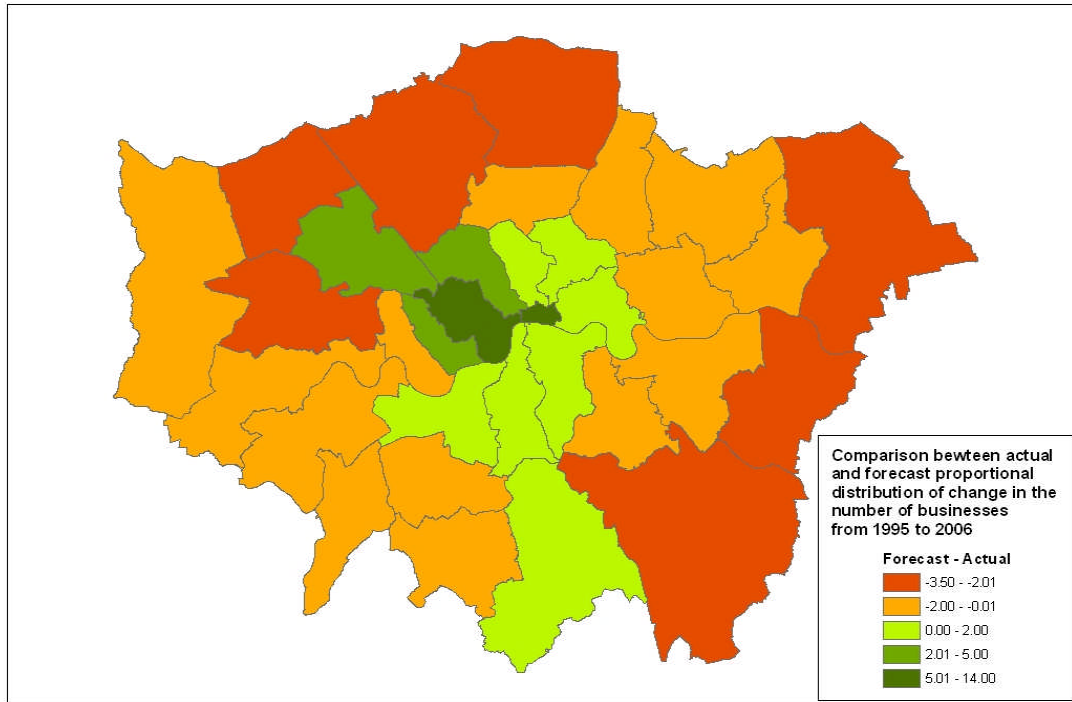 Comparison bewteen actual
and forecast proportional
distribution of change in the
number of businesses
from 1995 to 2006
Forecast - Actual
-3.50 - -2.01
-2.00 - -0.01
0.00 - 2.00
2.01 - 5.00
5.01 - 14.00